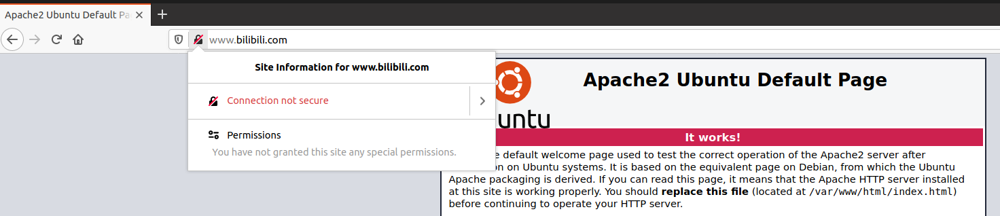 Apache2 Ubuntu Default Pa
www.bilibili.com
Site Information for www.bilibili.com
Connection not secure
Permissions
You have not granted this site any special permissions.
Apache2 Ubuntu Default Page
untu
It works!
e default welcome page used to test the correct operation of the Apache2 server after
on on Ubuntu systems. It is based on the equivalent page on Debian, from which the Ubuntu
Apache packaging is derived. If you can read this page, it means that the Apache HTTP server installed
at this site is working properly. You should replace this file (located at /var/www/html/index.html)
before continuing to operate your HTTP server.